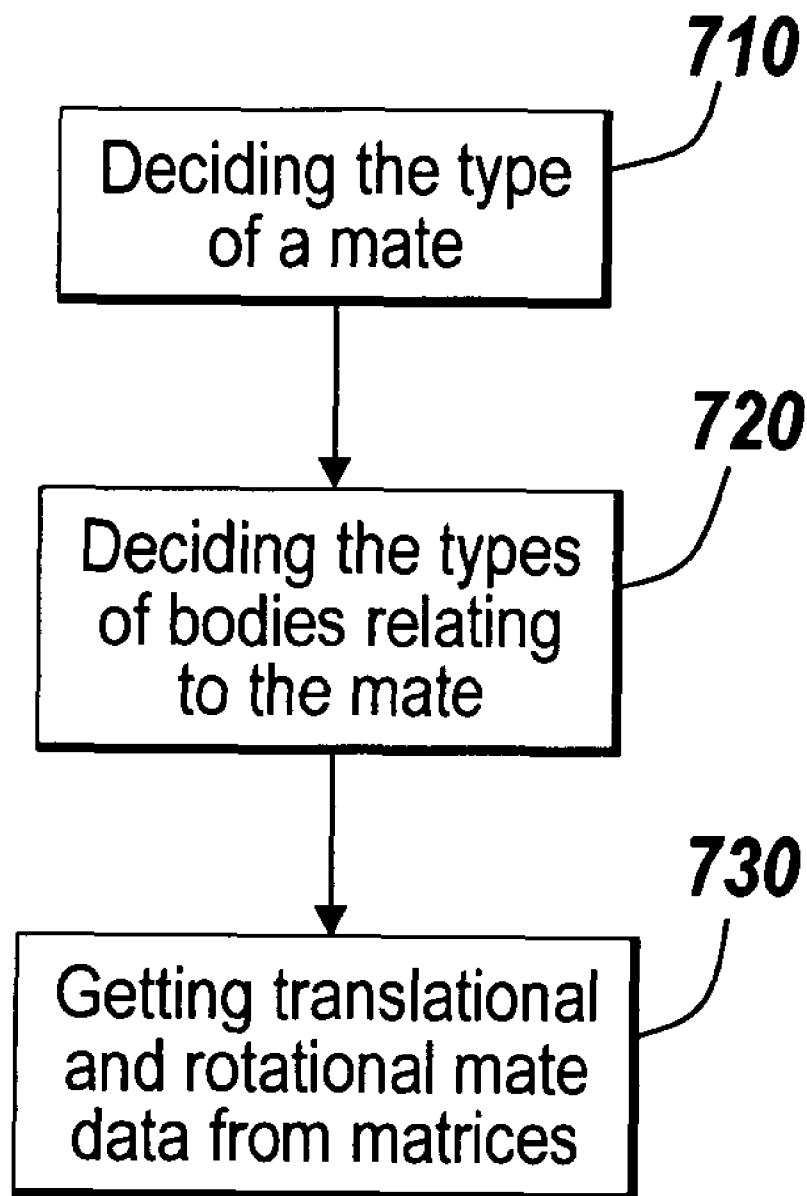 710
Deciding the type
of a mate
720
Deciding the types
of bodies relating
to the mate
730
Getting translational
and rotational mate
data from matrices